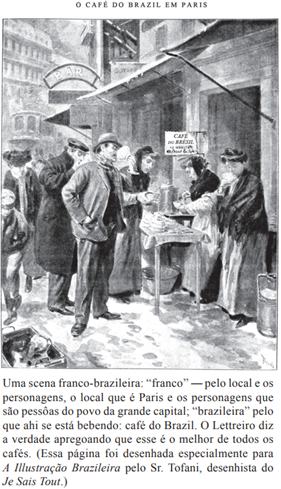 O CAFÉ DO BRAZIL EM PARIS
BAR
CAFÉ
DU BRÉSIL
Uma scena franco-brazileira: “franco” — pelo local e os
personagens, o local que é Paris e os personagens que
são pessôas do povo da grande capital; “brazileira” pelo
que ahi se está bebendo: café do Brazil. O Lettreiro diz
a verdade apregoando que esse é o melhor de todos os
cafés. (Essa página foi desenhada especialmente para
A Illustração Brazileira pelo Sr. Tofani, desenhista do
Je Sais Tout.)